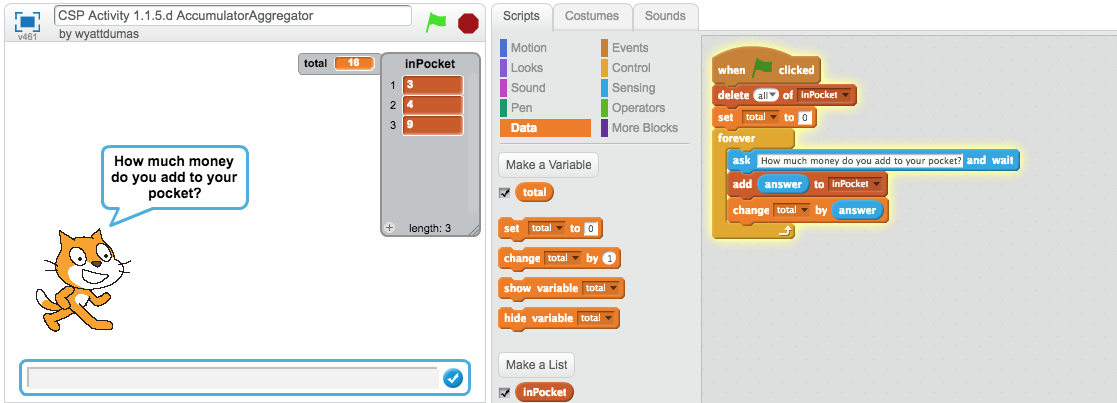 CSP Activity 1.1.5.d AccumulatorAggregator
v461
by wyattdumas
total 16
inPocket
1 3
2 4
3 9
+ length: 3
How much money
do you add to your
pocket?
Scripts Costumes Sounds
Motion Events
Looks Control
Sound Sensing
Pen Operators
Data More Blocks
Make a Variable
total
set total to 0
change total by 1
show variable total
hide variable total
Make a List
inPocket
when clicked
delete all of inPocket
set total to 0
forever
ask How much money do you add to your pocket? and wait
add answer to inPocket
change total by answer